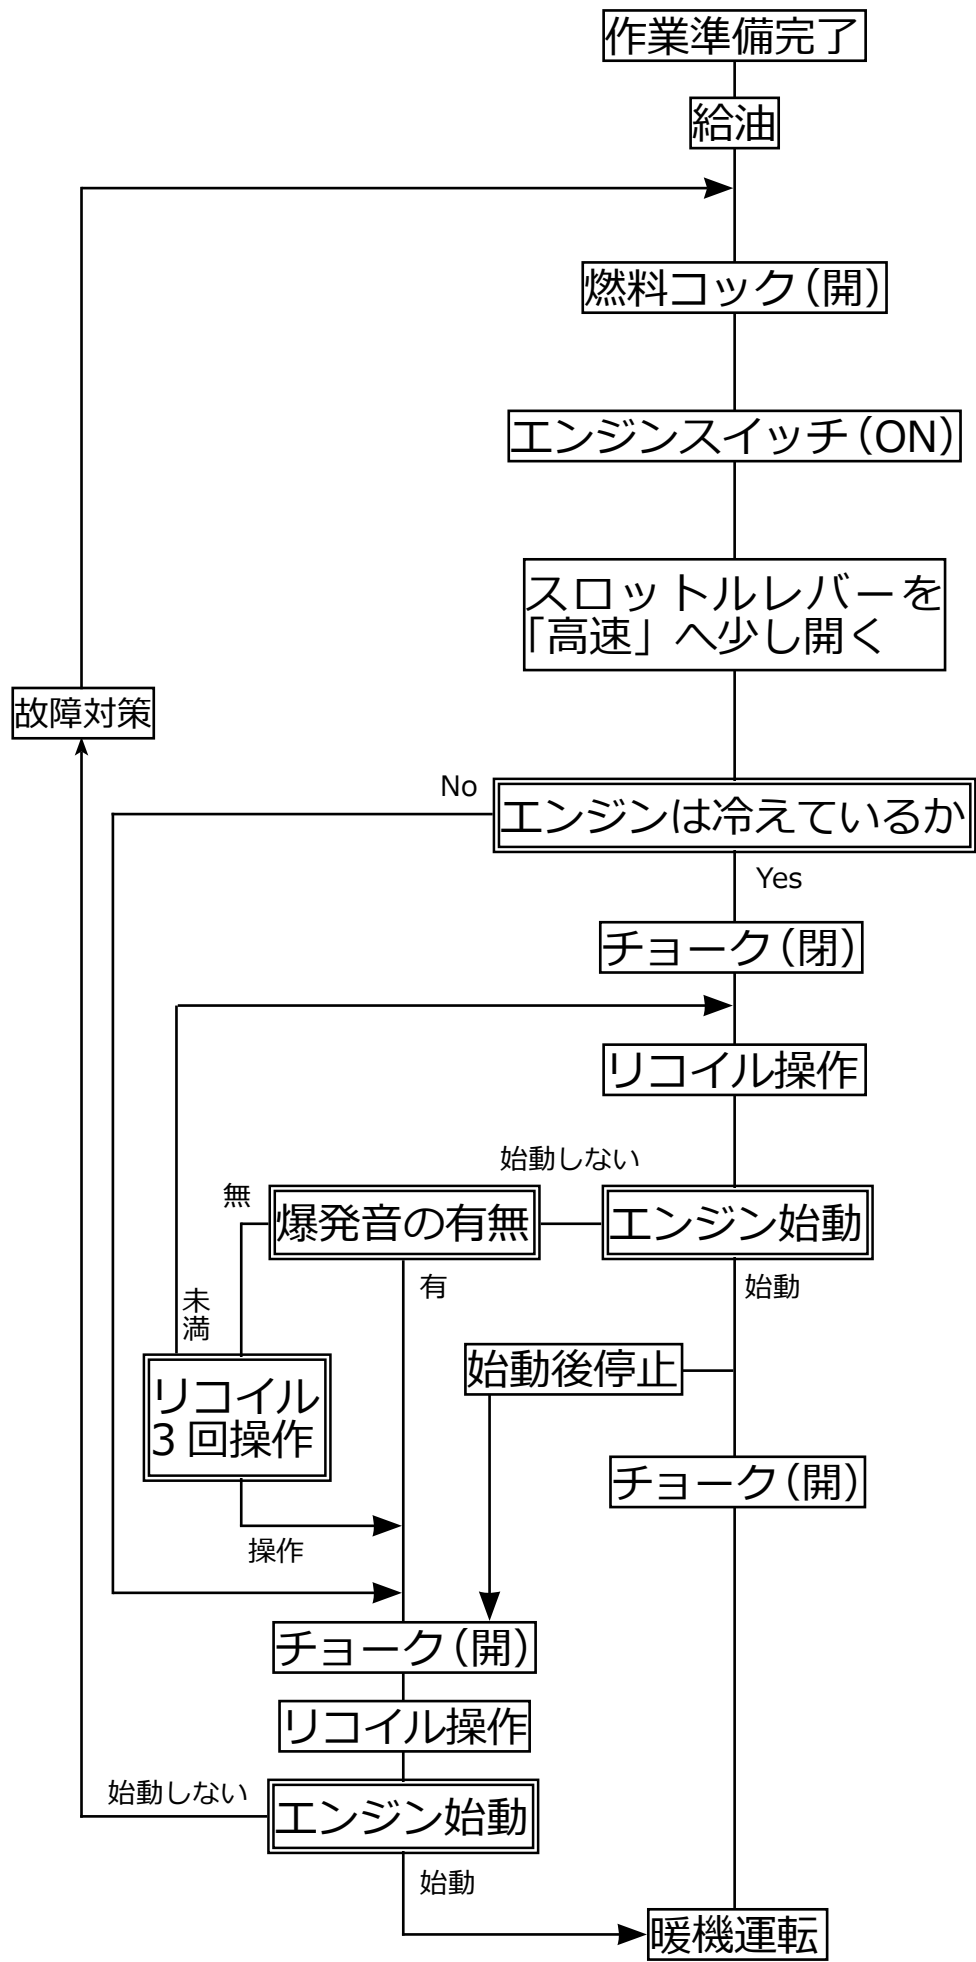 作業準備完了
給油
燃料コック(開)
エンジンスイッチ(ON)
スロットルレバーを
「高速」へ少し開く
故障対策
No
エンジンは冷えているか
Yes
チョーク(閉)
リコイル操作
始動しない
無
爆発音の有無
エンジン始動
有
始動
未
満
始動後停止
リコイル
3回操作
チョーク(開)
操作
チョーク(開)
リコイル操作
始動しない
エンジン始動
始動
暖機運転